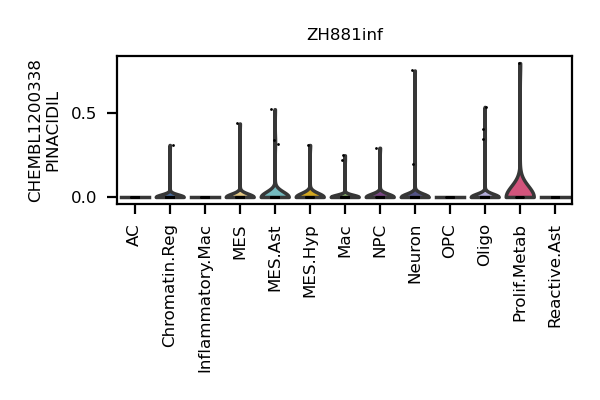 ZH881inf
CHEMBL1200338
PINACIDIL
0.5
0.0
AC
Chromatin.Reg
Inflammatory.Mac
MES
MES.Ast
MES.Hyp
Mac
NPC
Neuron
OPC
Oligo
Prolif.Metab
Reactive.Ast